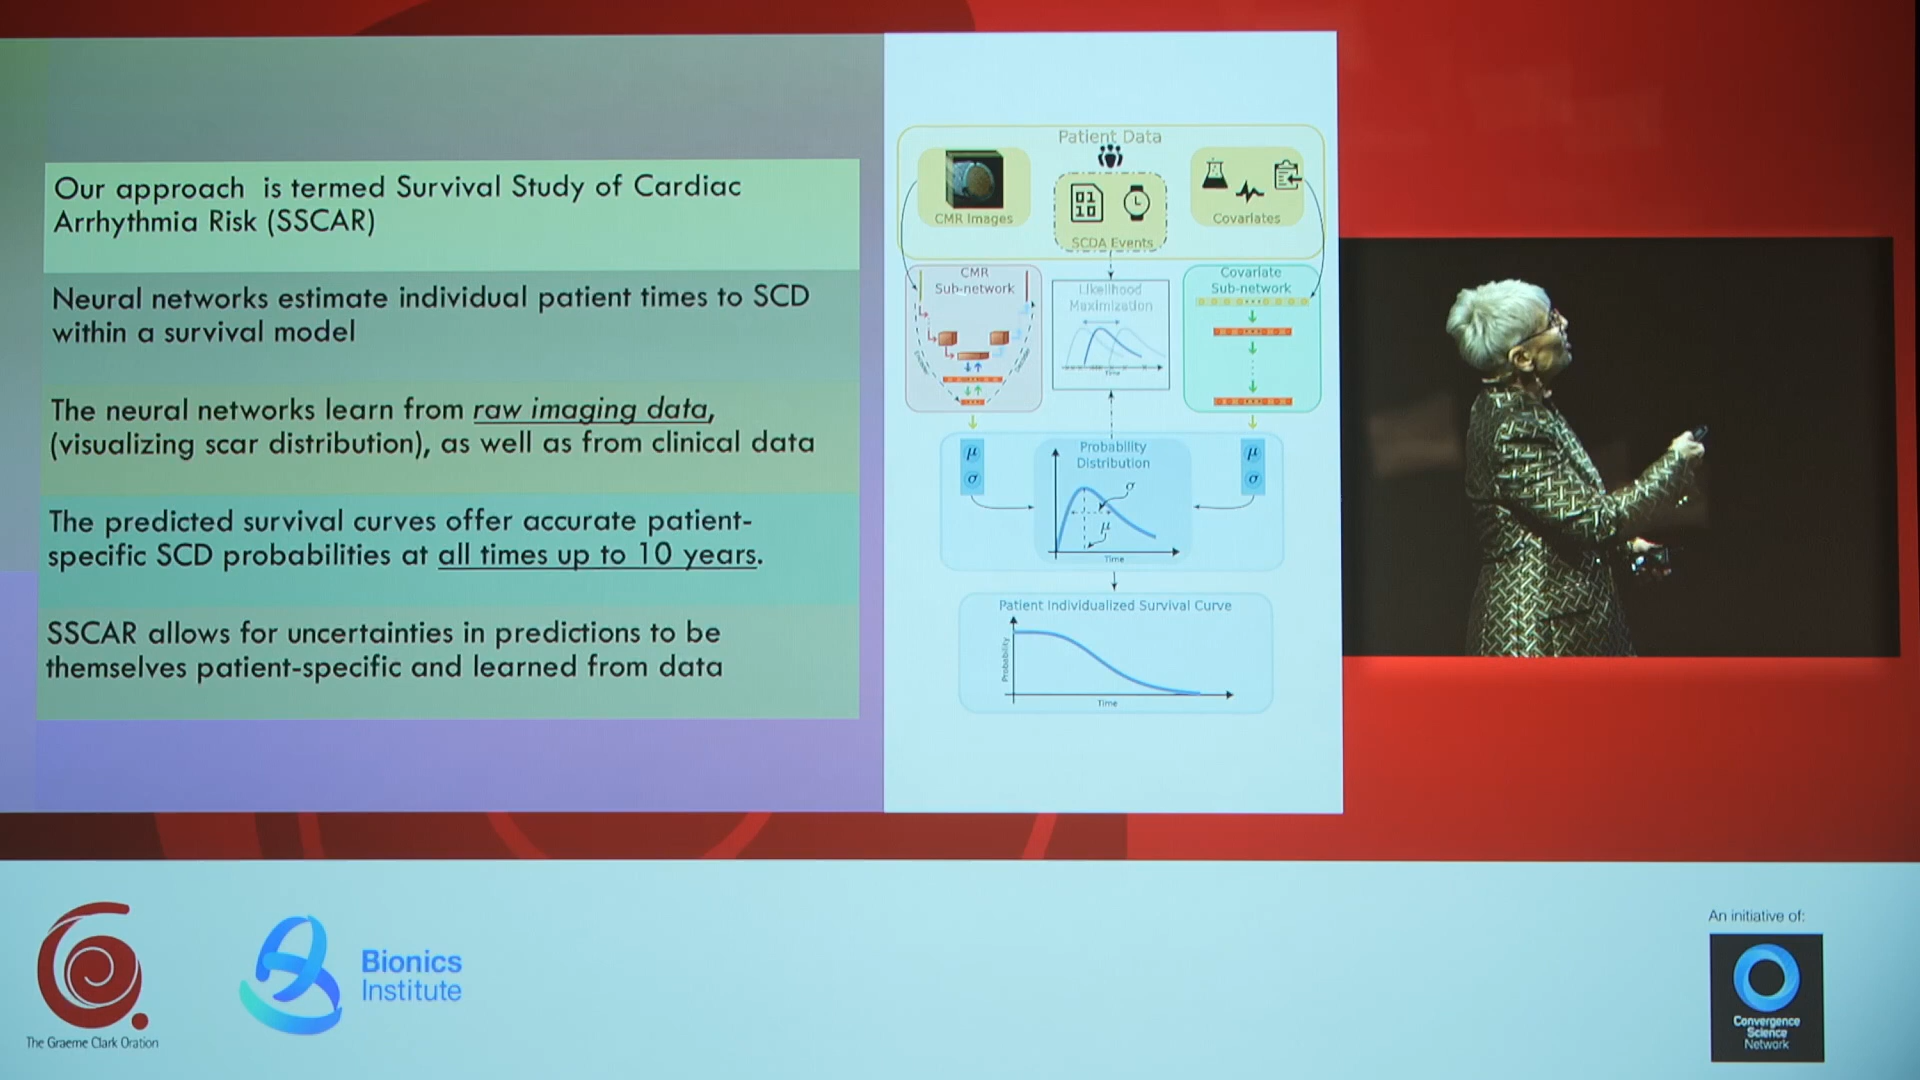 Our approach is termed Survival Study of Cardiac
Arrhythmia Risk (SSCAR)
Neural networks estimate individual patient times to SCD
within a survival model
The neural networks learn from raw imaging data,
(visualizing scar distribution), as well as from clinical data
The predicted survival curves offer accurate patient-
specific SCD probabilities at all times up to 10 years.
SSCAR allows for uncertainties in predictions to be
themselves patient-specific and learned from data
Patient Data
CMR Images
01
10
SCDA Events
Covariates
CMR
Sub-network
Likelihood
Maximization
Time
Covariate
Sub-network
μ
σ
Probability
Distribution
σ
μ
Time
μ
σ
Patient Individualized Survival Curve
Probability
Time
The Graeme Clark Oration
Bionics
Institute
An initiative of:
Convergence
Science
Network